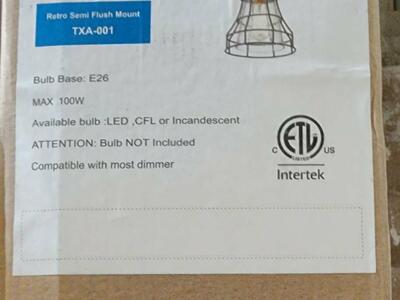 Retro Semi Flush Mount
TXA-001
Bulb Base: E26
MAX 100W
Available bulb :LED ,CFL or Incandescent
ATTENTION: Bulb NOT Included
Compatible with most dimmer
C ETL US
LISTED
Intertek